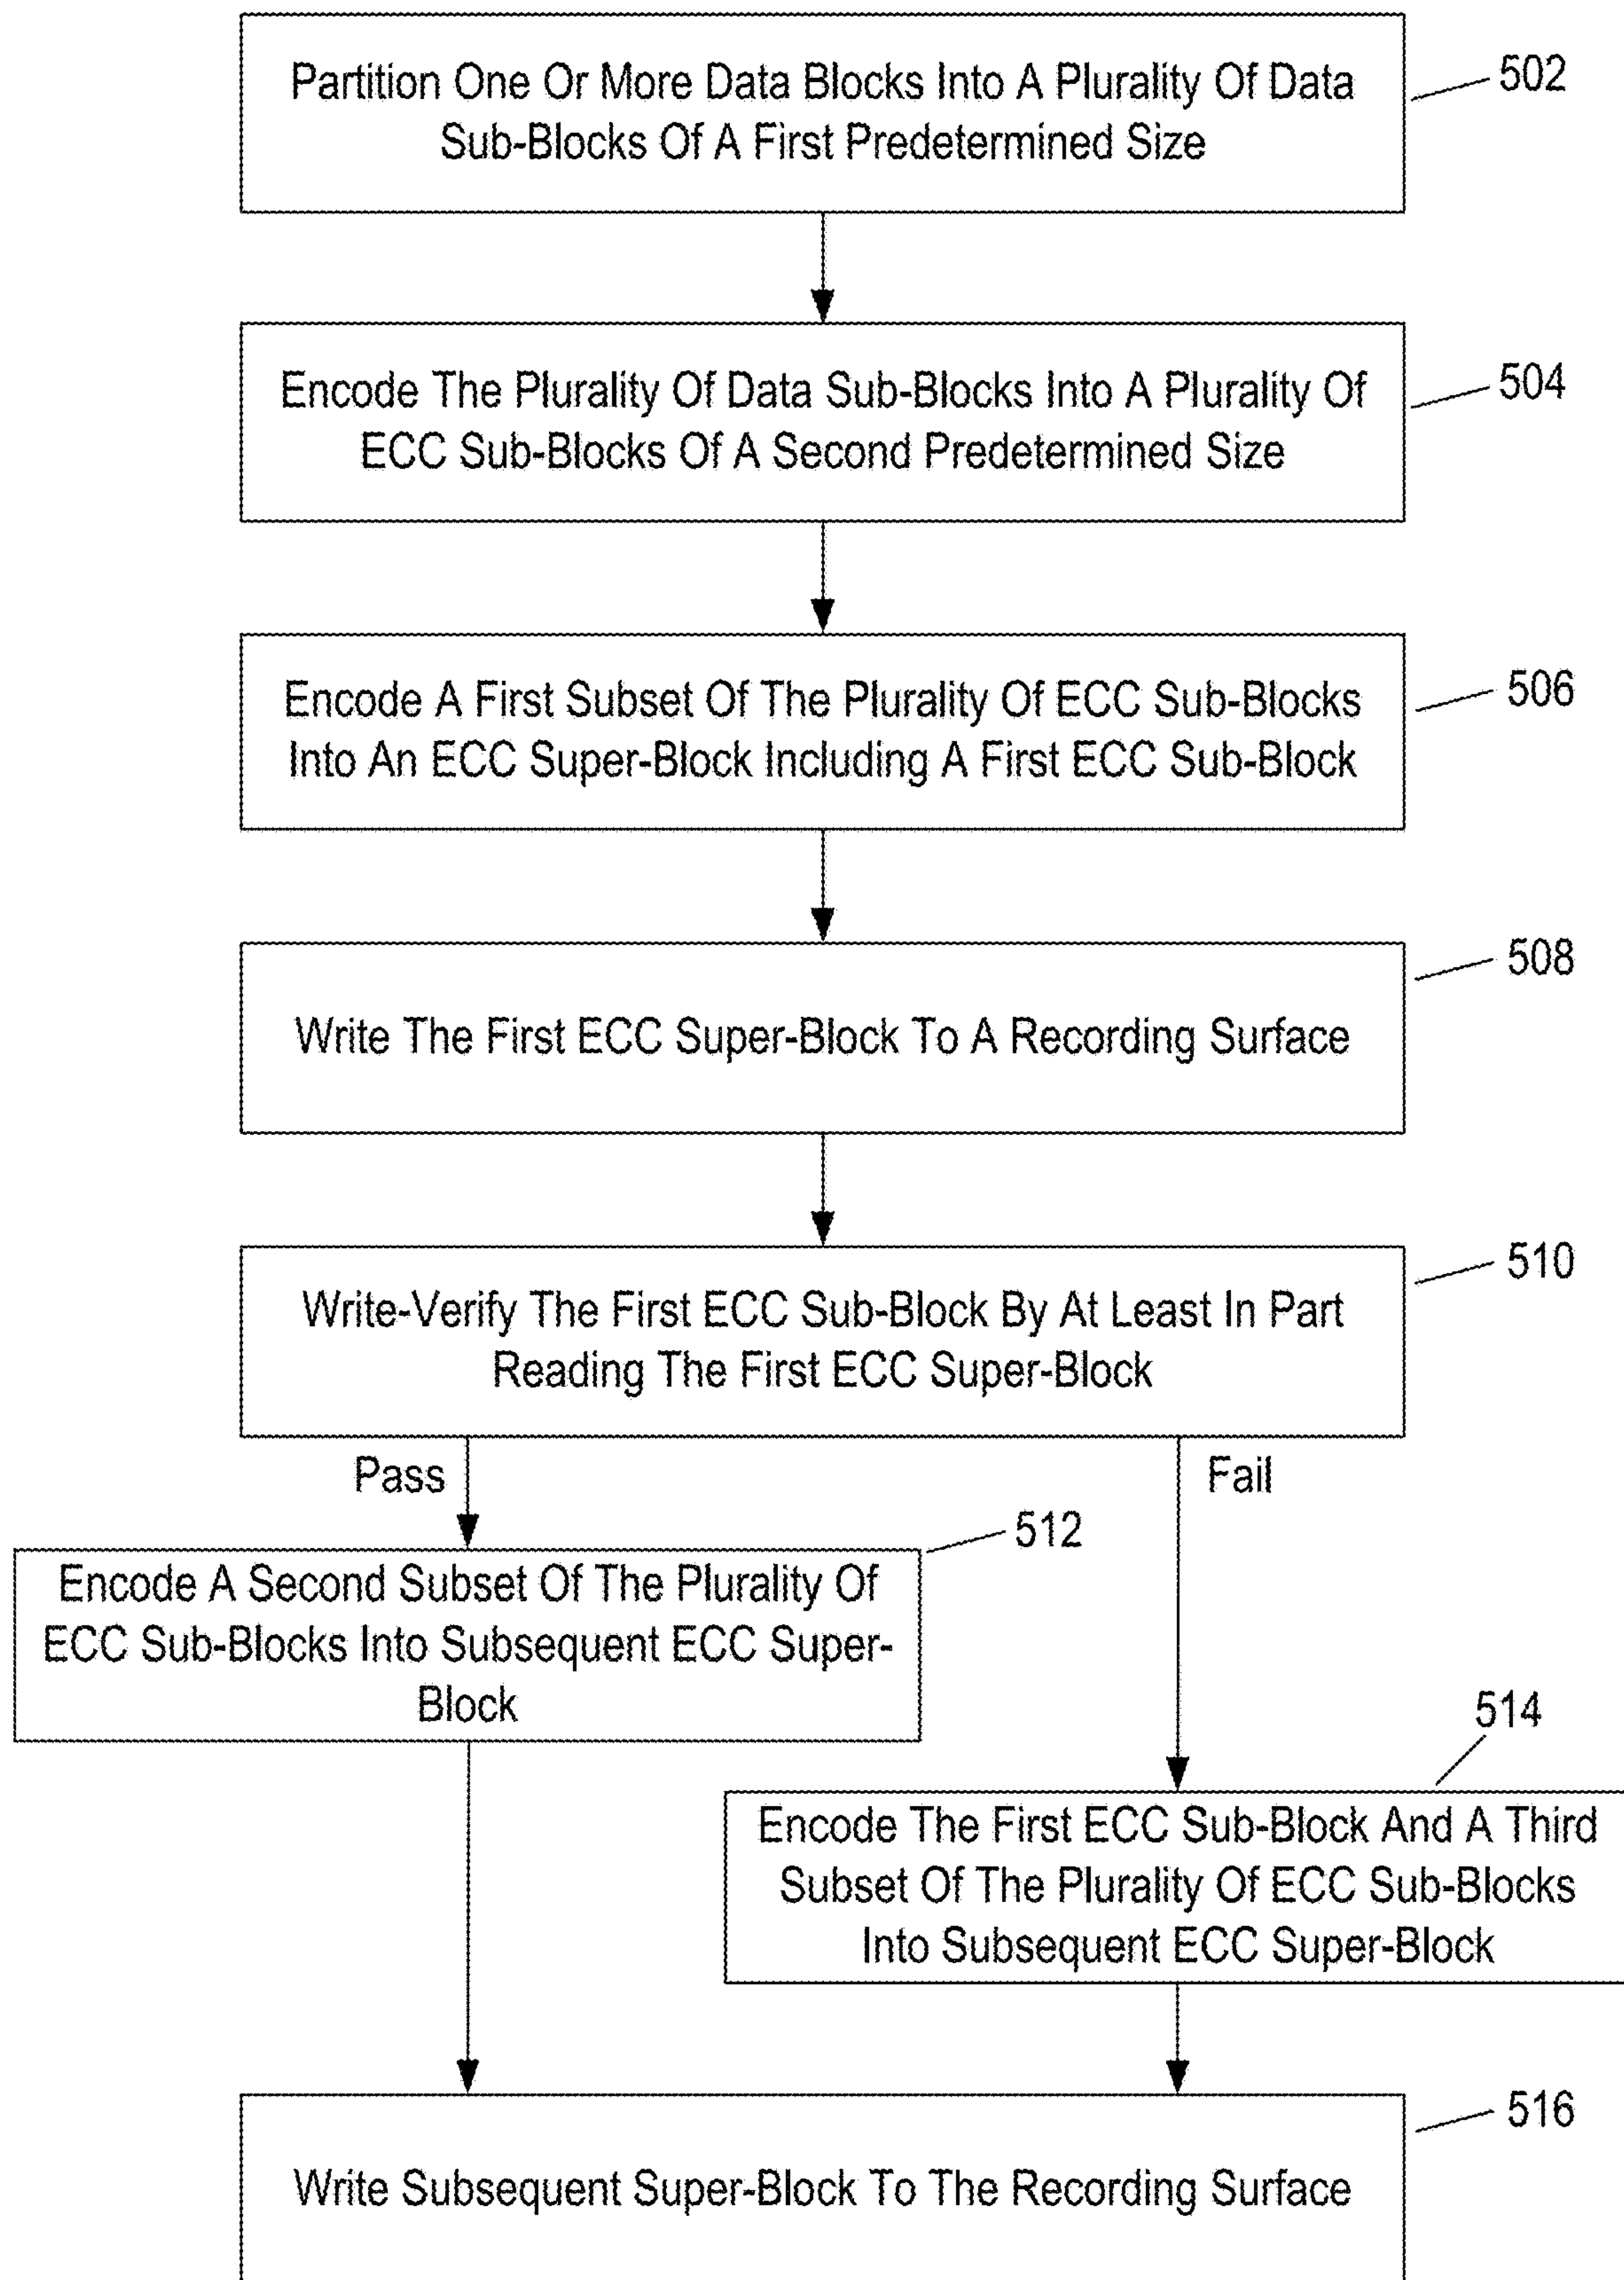 Partition One Or More Data Blocks Into A Plurality Of Data
Sub-Blocks Of A First Predetermined Size
502
Encode The Plurality Of Data Sub-Blocks Into A Plurality Of
ECC Sub-Blocks Of A Second Predetermined Size
504
Encode A First Subset Of The Plurality Of ECC Sub-Blocks
Into An ECC Super-Block Including A First ECC Sub-Block
506
Write The First ECC Super-Block To A Recording Surface
508
Write-Verify The First ECC Sub-Block By At Least In Part
Reading The First ECC Super-Block
510
Pass
Fail
Encode A Second Subset Of The Plurality Of
ECC Sub-Blocks Into Subsequent ECC Super-
Block
512
Encode The First ECC Sub-Block And A Third
Subset Of The Plurality Of ECC Sub-Blocks
Into Subsequent ECC Super-Block
514
Write Subsequent Super-Block To The Recording Surface
516